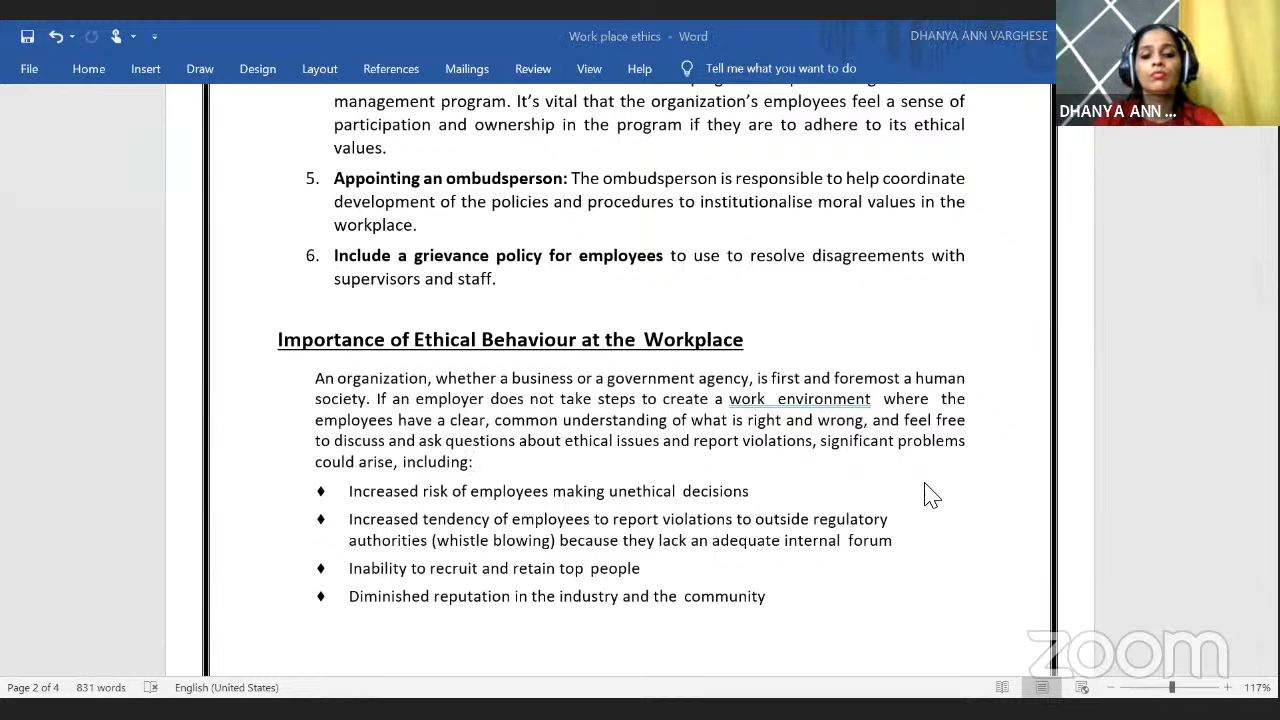 Work place ethics - Word
DHANYA ANN VARGHESE
File Home Insert Draw Design Layout References Mailings Review View Help Tell me what you want to do
DHANYA ANN ...
management program. It's vital that the organization's employees feel a sense of
participation and ownership in the program if they are to adhere to its ethical
values.
5. Appointing an ombudsperson: The ombudsperson is responsible to help coordinate
development of the policies and procedures to institutionalise moral values in the
workplace.
6. Include a grievance policy for employees to use to resolve disagreements with
supervisors and staff.
Importance of Ethical Behaviour at the Workplace
An organization, whether a business or a government agency, is first and foremost a human
society. If an employer does not take steps to create a work environment where the
employees have a clear, common understanding of what is right and wrong, and feel free
to discuss and ask questions about ethical issues and report violations, significant problems
could arise, including:
♦ Increased risk of employees making unethical decisions
♦ Increased tendency of employees to report violations to outside regulatory
authorities (whistle blowing) because they lack an adequate internal forum
♦ Inability to recruit and retain top people
♦ Diminished reputation in the industry and the community
zoom
Page 2 of 4 831 words English (United States) 117%